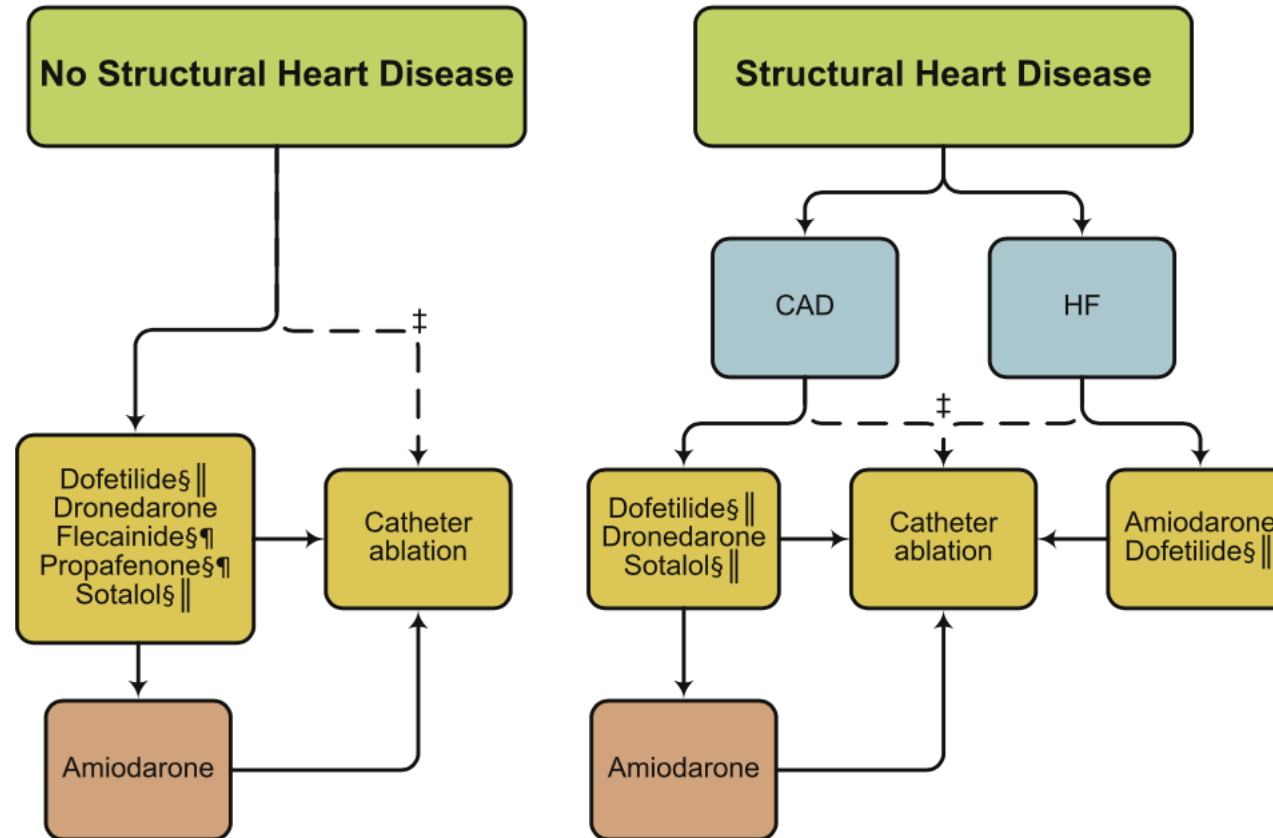 No Structural Heart Disease
Structural Heart Disease
CAD
HF
‡
‡
Dofetilide§‖
Dronedarone
Flecainide§¶
Propafenone§¶
Sotalol§‖
Catheter
ablation
Dofetilide§‖
Dronedarone
Sotalol§‖
Catheter
ablation
Amiodarone
Dofetilide§‖
Amiodarone
Amiodarone